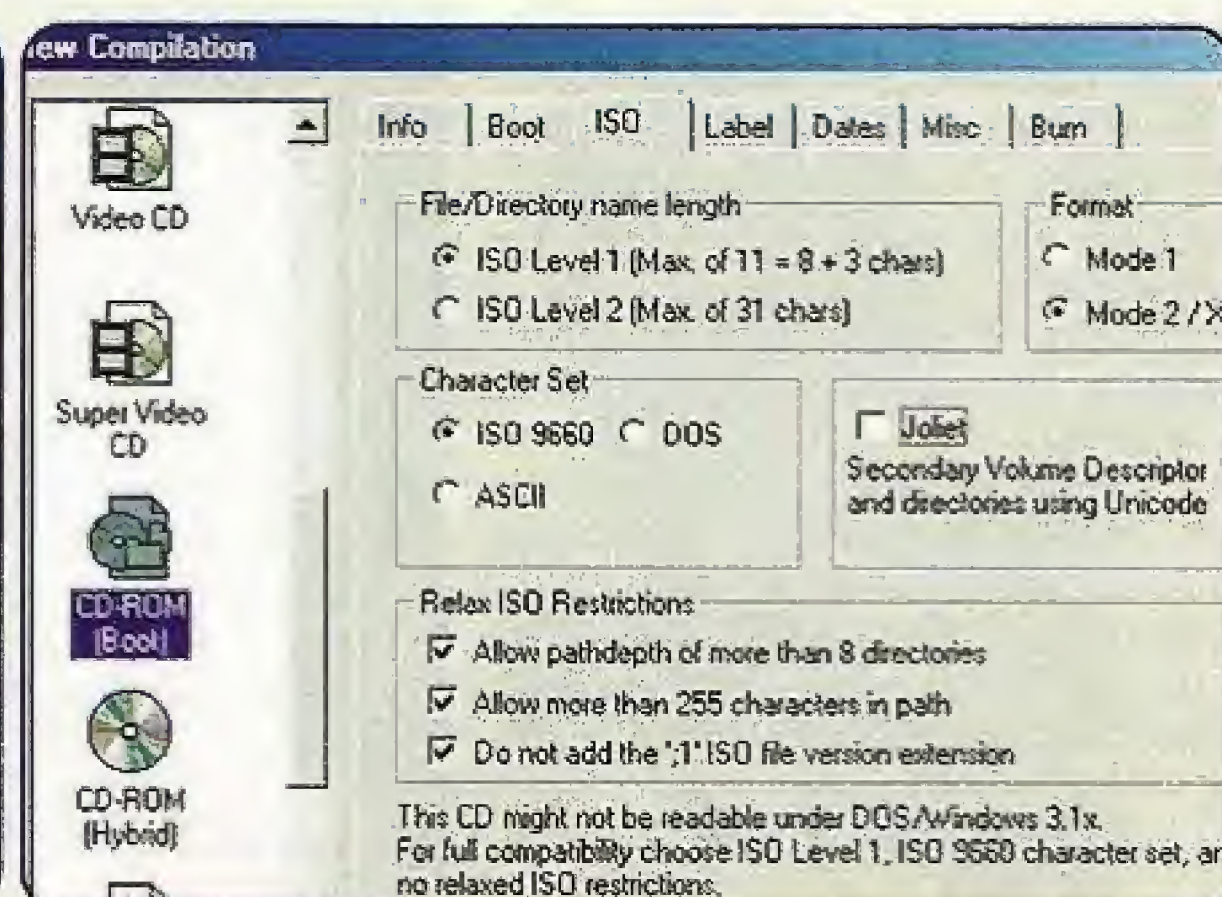 ew Compilation
Video CD
Super Video
CD
CD-ROM
(Boot)
CD-ROM
(Hybrid)
Info Boot ISO Label Dates Misc Burn
File/Directory name length
ISO Level 1 (Max. of 11 = 8 + 3 chars)
ISO Level 2 (Max. of 31 chars)
Format
Mode 1
Mode 2 / X
Character Set
ISO 9660 DOS
ASCII
Joliet
Secondary Volume Descriptor
and directories using Unicode
Relax ISO Restrictions
Allow pathdepth of more than 8 directories
Allow more than 255 characters in path
Do not add the ";1" ISO file version extension
This CD might not be readable under DOS/Windows 3.1x.
For full compatibility choose ISO Level 1, ISO 9660 character set, an
no relaxed ISO restrictions.